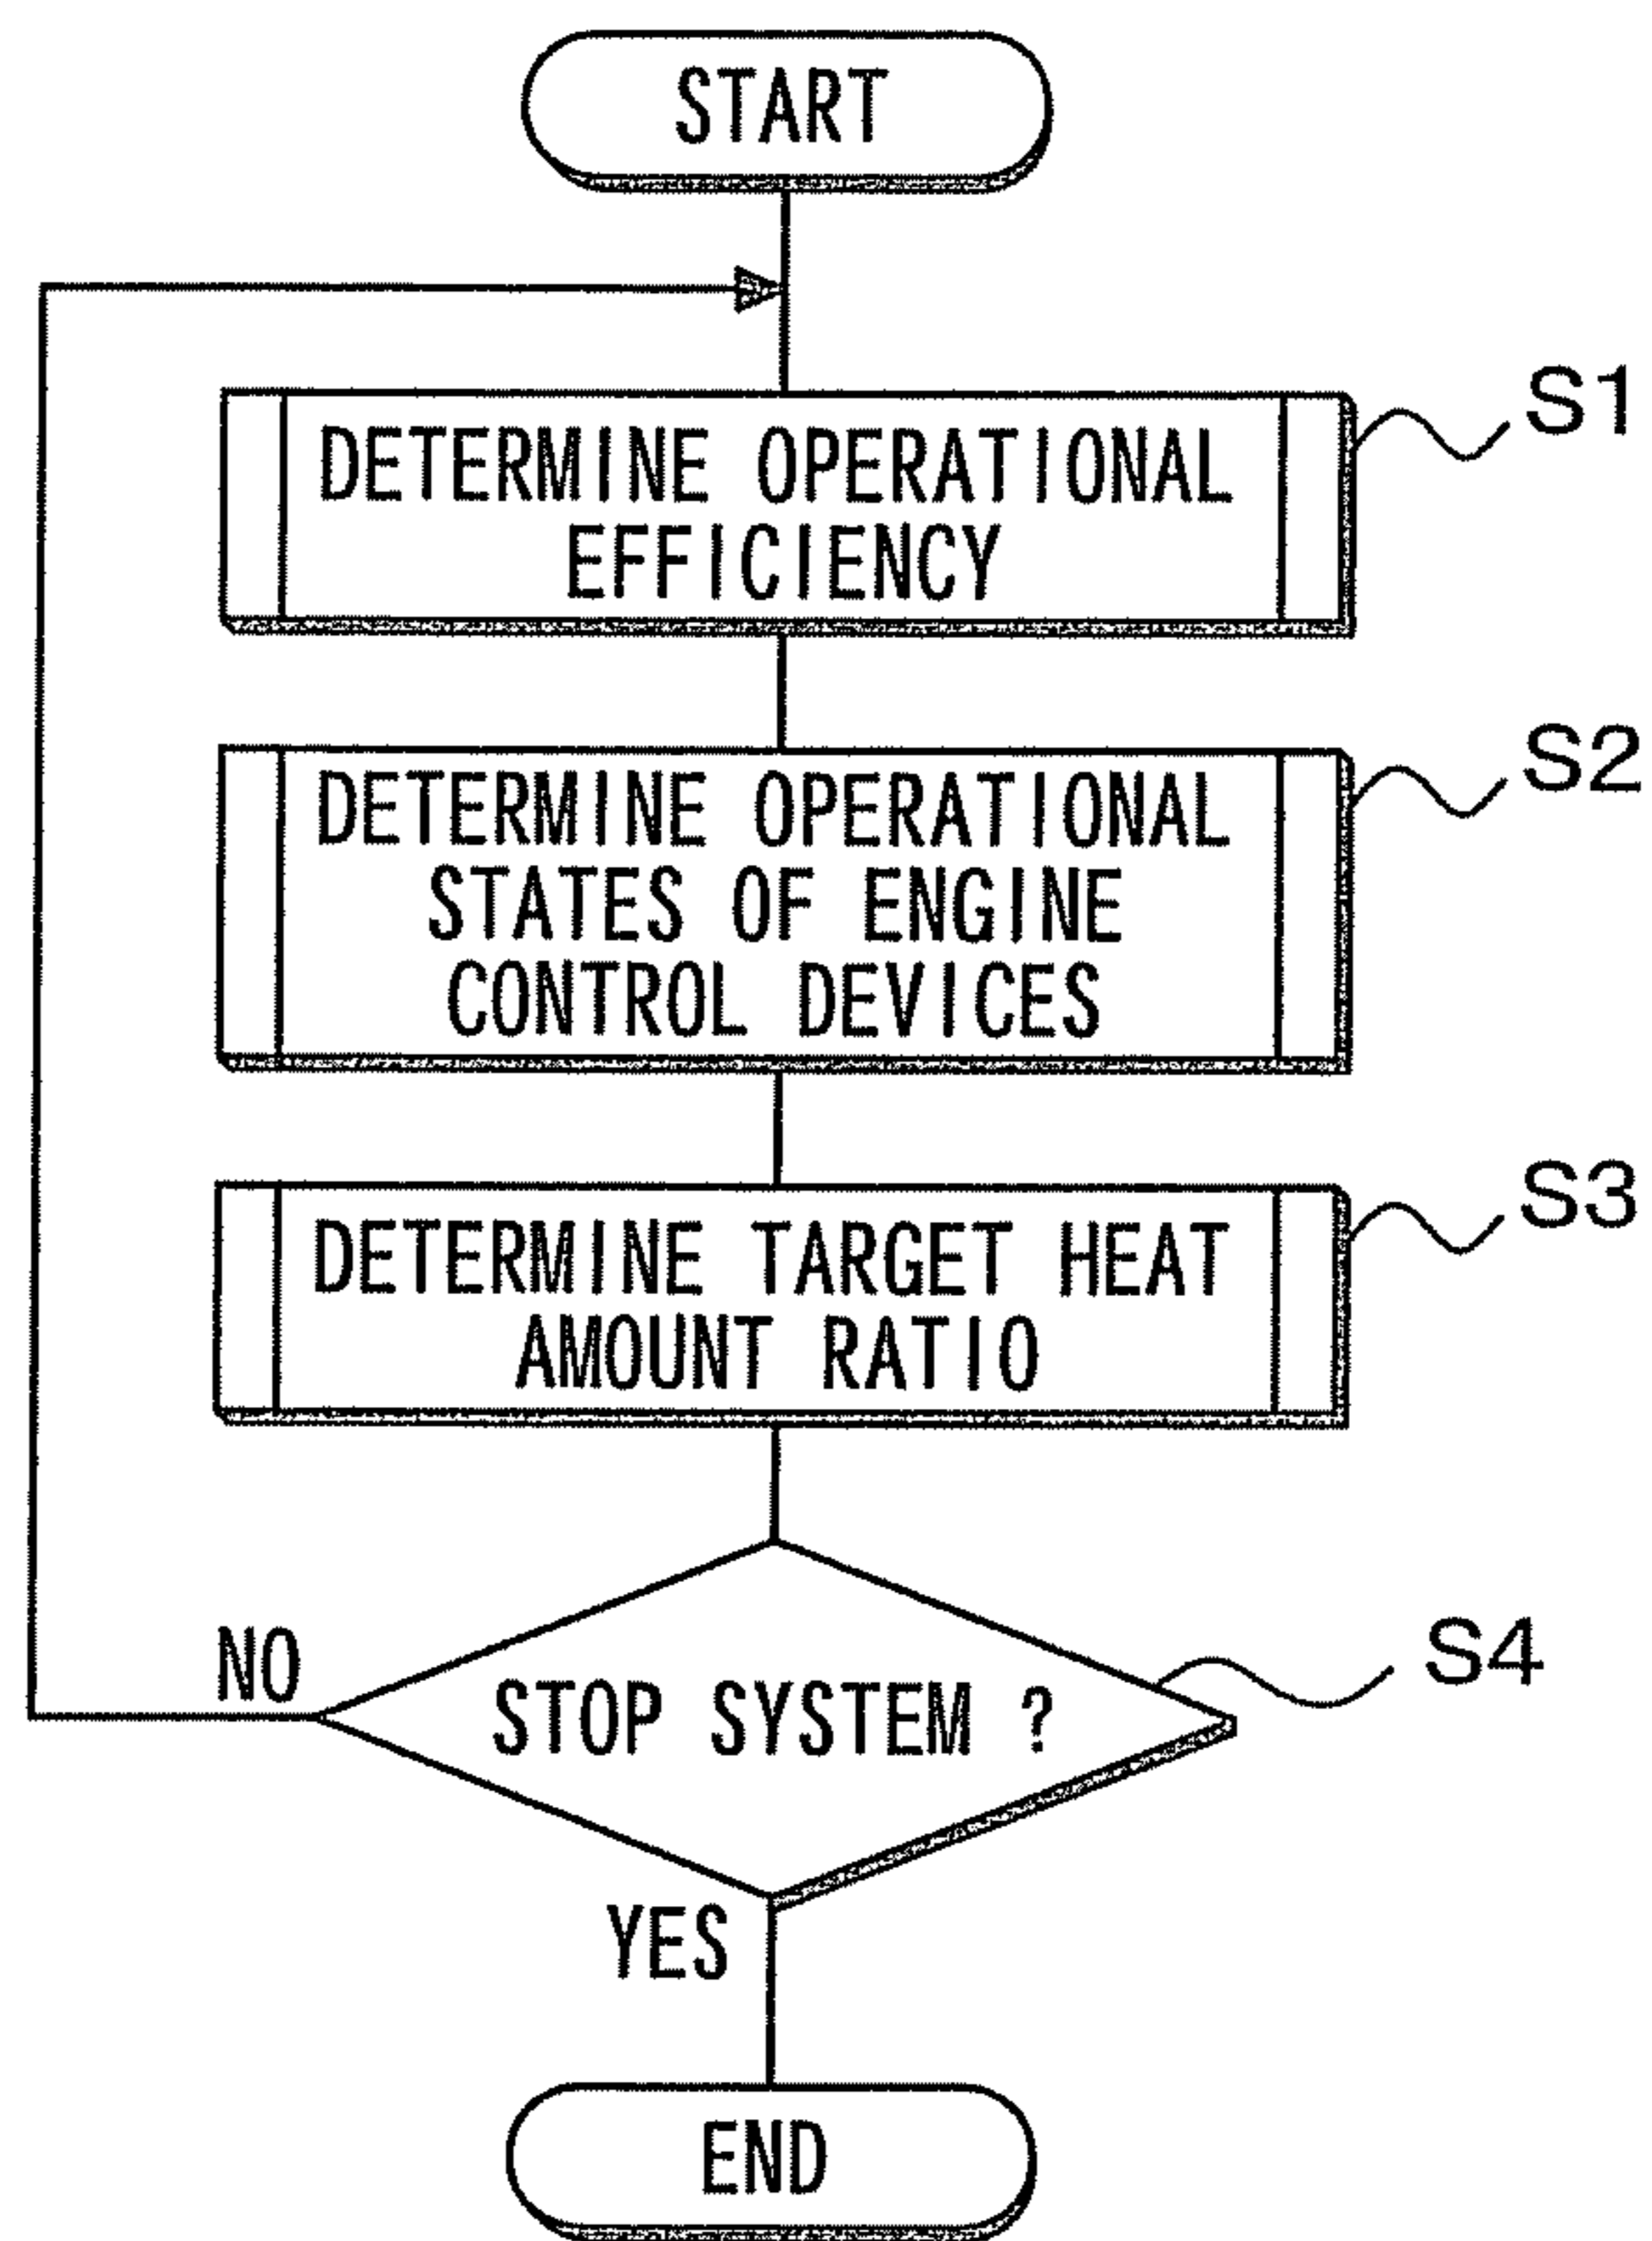 START
S1
DETERMINE OPERATIONAL
EFFICIENCY
S2
DETERMINE OPERATIONAL
STATES OF ENGINE
CONTROL DEVICES
S3
DETERMINE TARGET HEAT
AMOUNT RATIO
NO
S4
STOP SYSTEM ?
YES
END